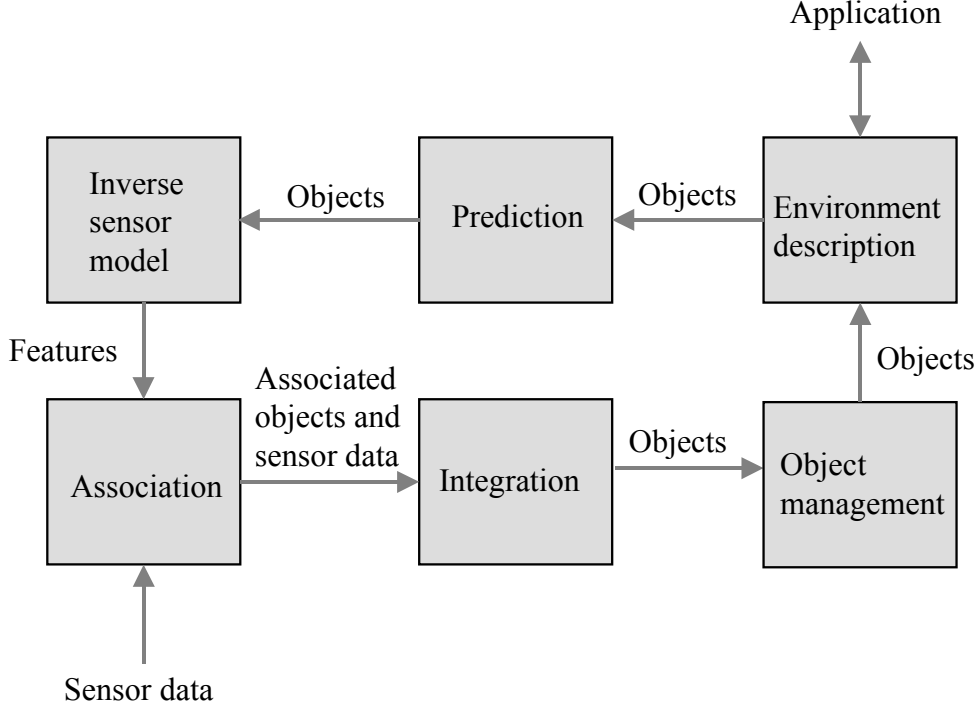 Application
Inverse
sensor
model
Objects
Prediction
Objects
Environment
description
Features
Associated
objects and
sensor data
Objects
Objects
Association
Integration
Object
management
Sensor data